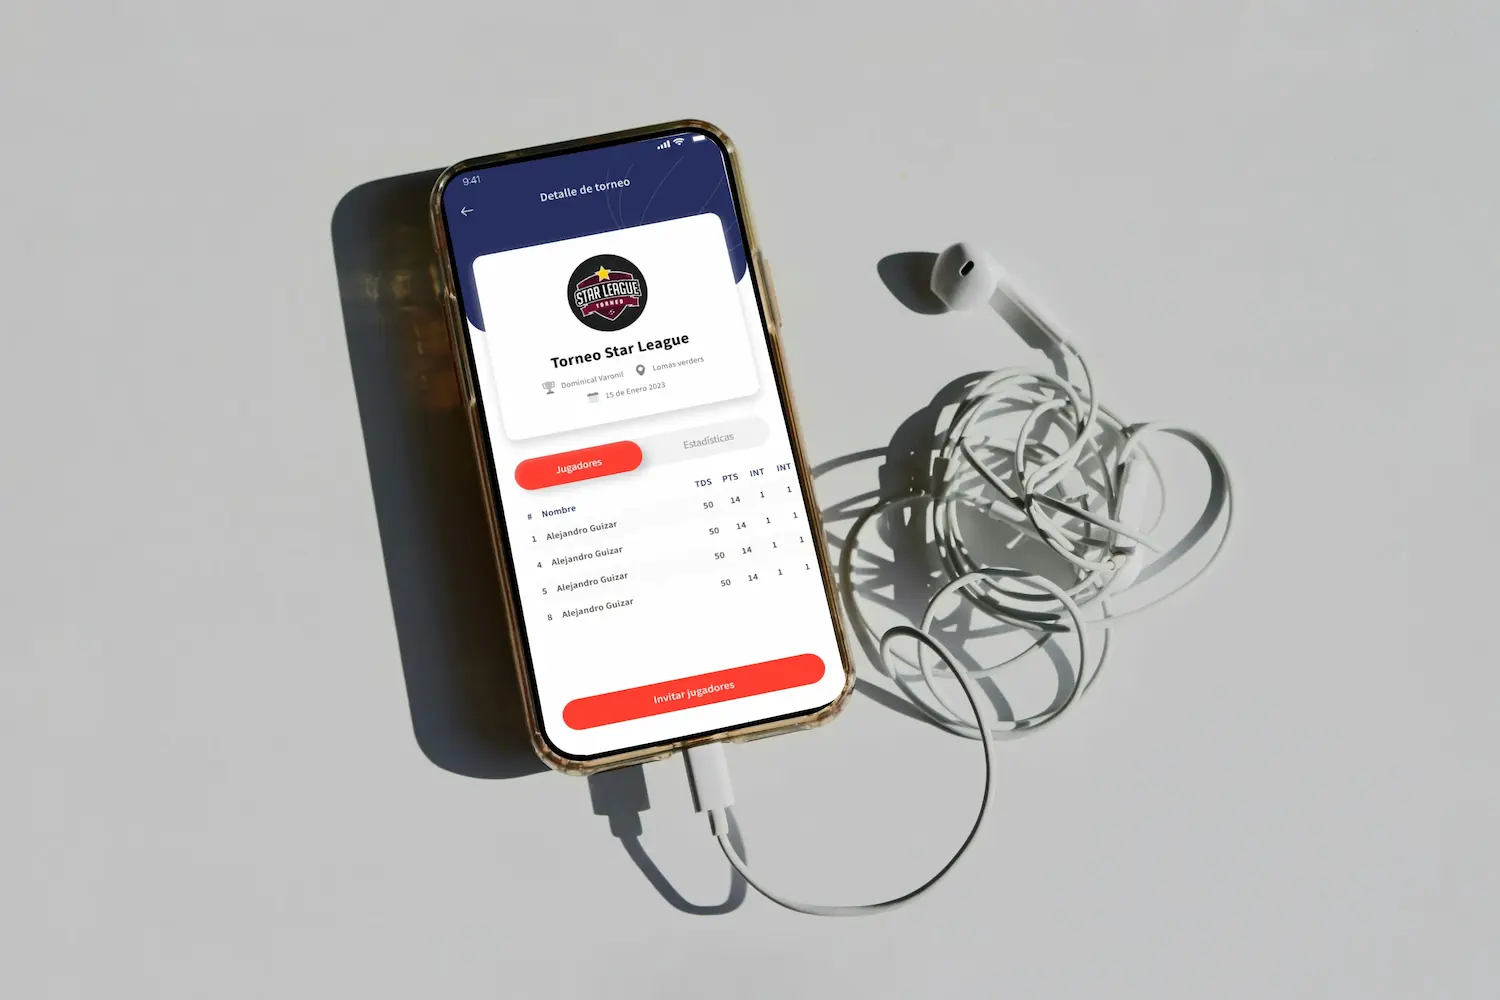 9:41
Detalle de torneo
STAR LEAGUE
TORNEO
Torneo Star League
Dominical Varonil Lomas verders
15 de Enero 2023
Jugadores Estadísticas
# Nombre TDS PTS INT INT
1 Alejandro Guizar 50 14 1 1
4 Alejandro Guizar 50 14 1 1
5 Alejandro Guizar 50 14 1 1
8 Alejandro Guizar 50 14 1 1
Invitar jugadores